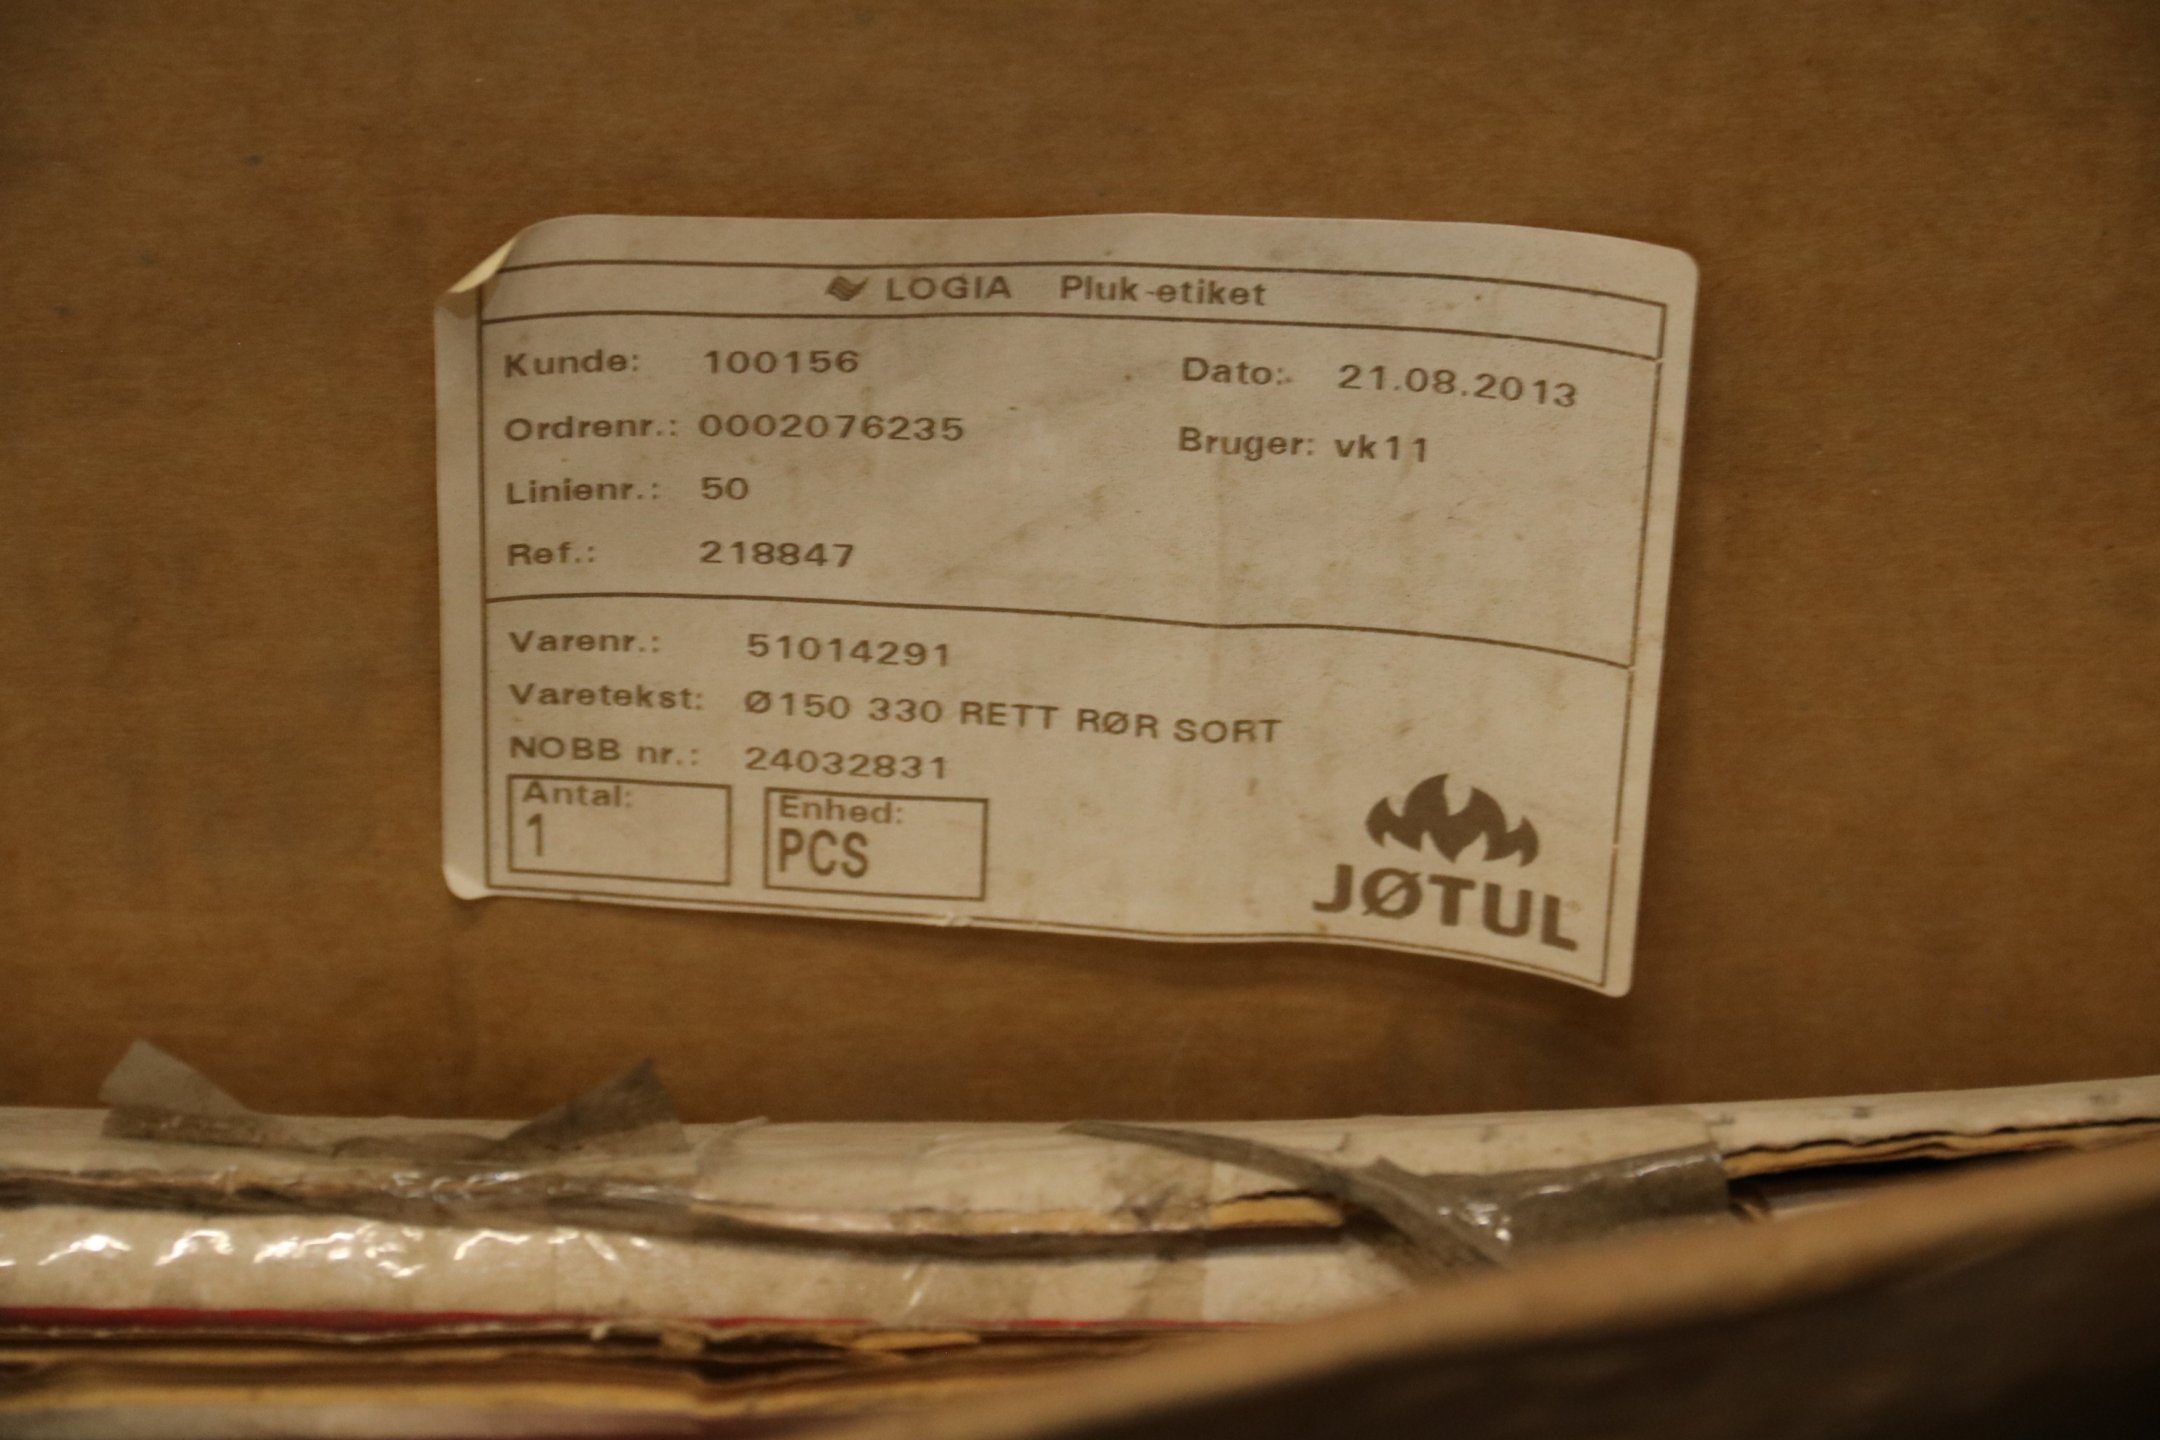 LOGIA Pluk-etiket
Kunde: 100156 Dato: 21.08.2013
Ordrenr.: 0002076235 Bruger: vk11
Linienr.: 50
Ref.: 218847
Varenr.: 51014291
Varetekst: Ø150 330 RETT RØR SORT
NOBB nr.: 24032831
Antal: Enhed:
1 PCS
JØTUL